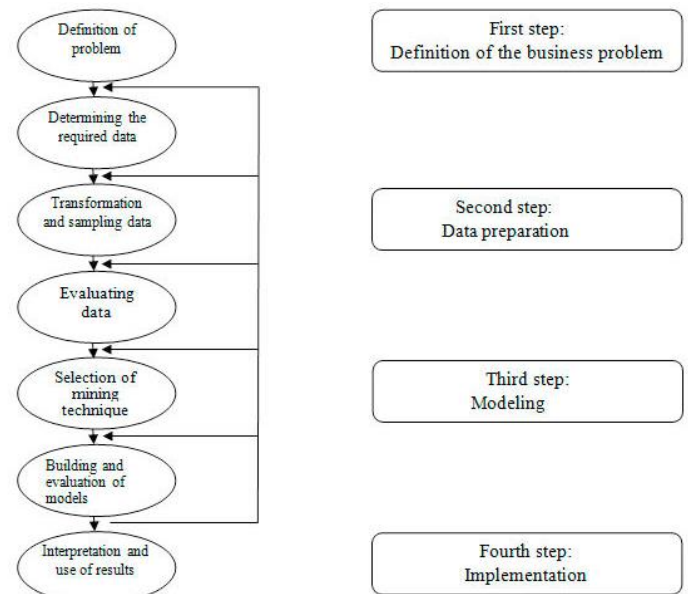 Definition of
problem
First step:
Definition of the business problem
Determining the
required data
Transformation
and sampling data
Second step:
Data preparation
Evaluating
data
Selection of
mining
technique
Third step:
Modeling
Building and
evaluation of
models
Interpretation and
use of results
Fourth step:
Implementation